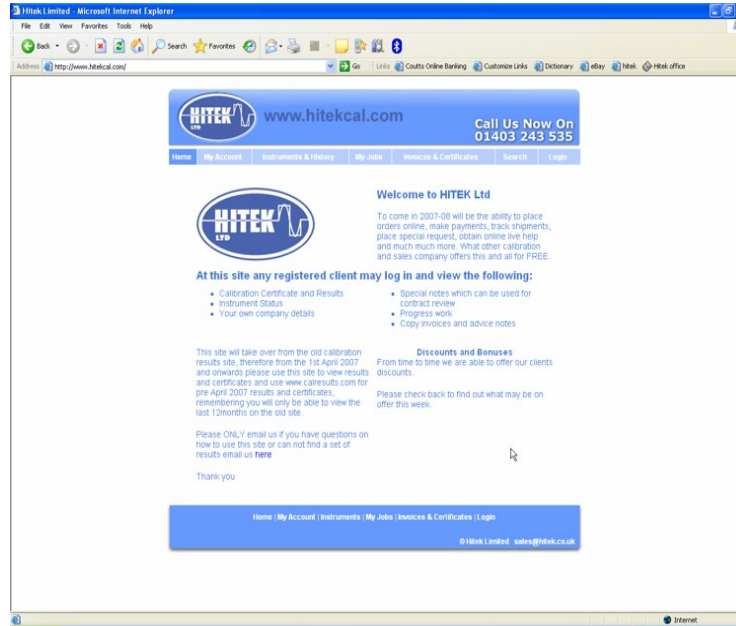 Hitek Limited - Microsoft Internet Explorer
File Edit View Favorites Tools Help
Back Search Favorites
Address http://www.hitekcal.com/ Go Links Coutts Online Banking Customize Links Dictionary eBay hitek Hitek office
HITEK LTD www.hitekcal.com
Call Us Now On
01403 243 535
Home My Account Instruments & History My Jobs Invoices & Certificates Search Login
HITEK
LTD
Welcome to HITEK Ltd
To come in 2007-08 will be the ability to place
orders online, make payments, track shipments,
place special request, obtain online live help
and much much more. What other calibration
and sales company offers this and all for FREE.
At this site any registered client may log in and view the following:
Calibration Certificate and Results
Instrument Status
Your own company details
Special notes which can be used for
contract review
Progress work
Copy invoices and advice notes
This site will take over from the old calibration
results site, therefore from the 1st April 2007
and onwards please use this site to view results
and certificates and use www.calresults.com for
pre April 2007 results and certificates,
remembering you will only be able to view the
last 12months on the old site.
Please ONLY email us if you have questions on
how to use this site or can not find a set of
results email us here
Thank you
Discounts and Bonuses
From time to time we are able to offer our clients
discounts.
Please check back to find out what may be on
offer this week.
Home | My Account | Instruments | My Jobs | Invoices & Certificates | Login
© Hitek Limited sales@hitek.co.uk
Internet